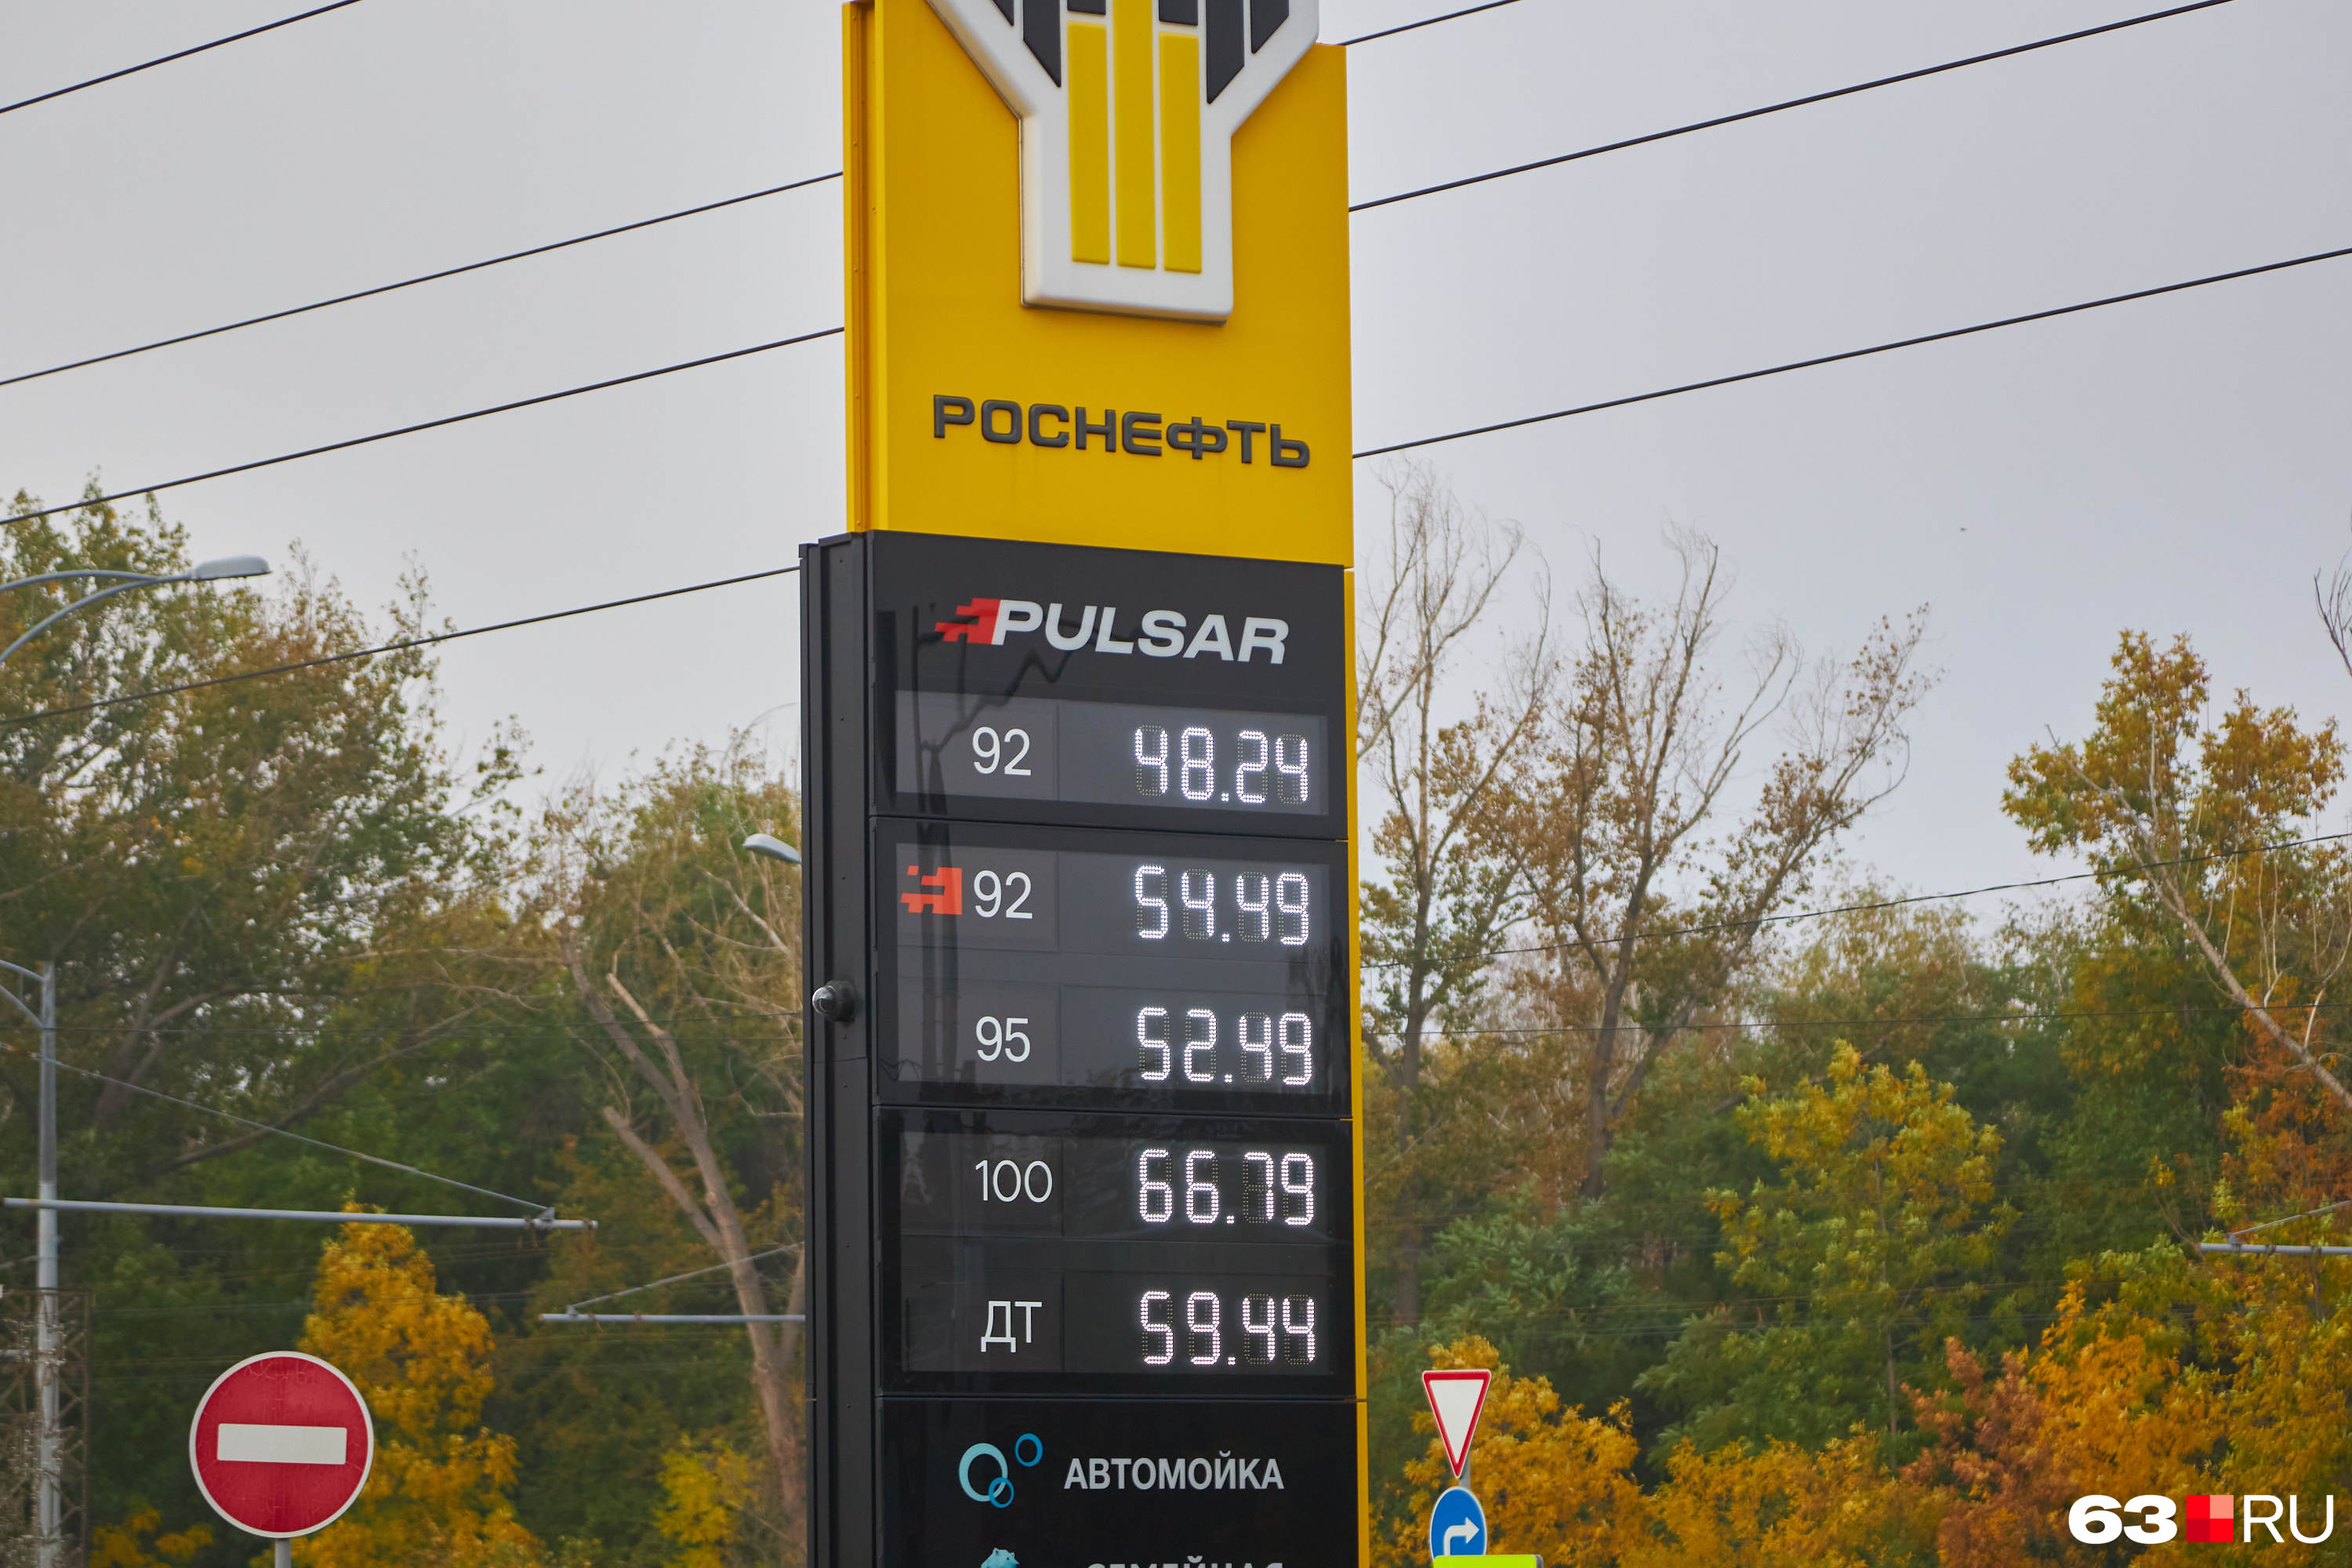 РОСНЕФТЬ
PULSAR
92 48.24
92 54.49
95 52.49
100 66.79
ДТ 59.44
АВТОМОЙКА
СЕМЕЙНАЯ
63 RU